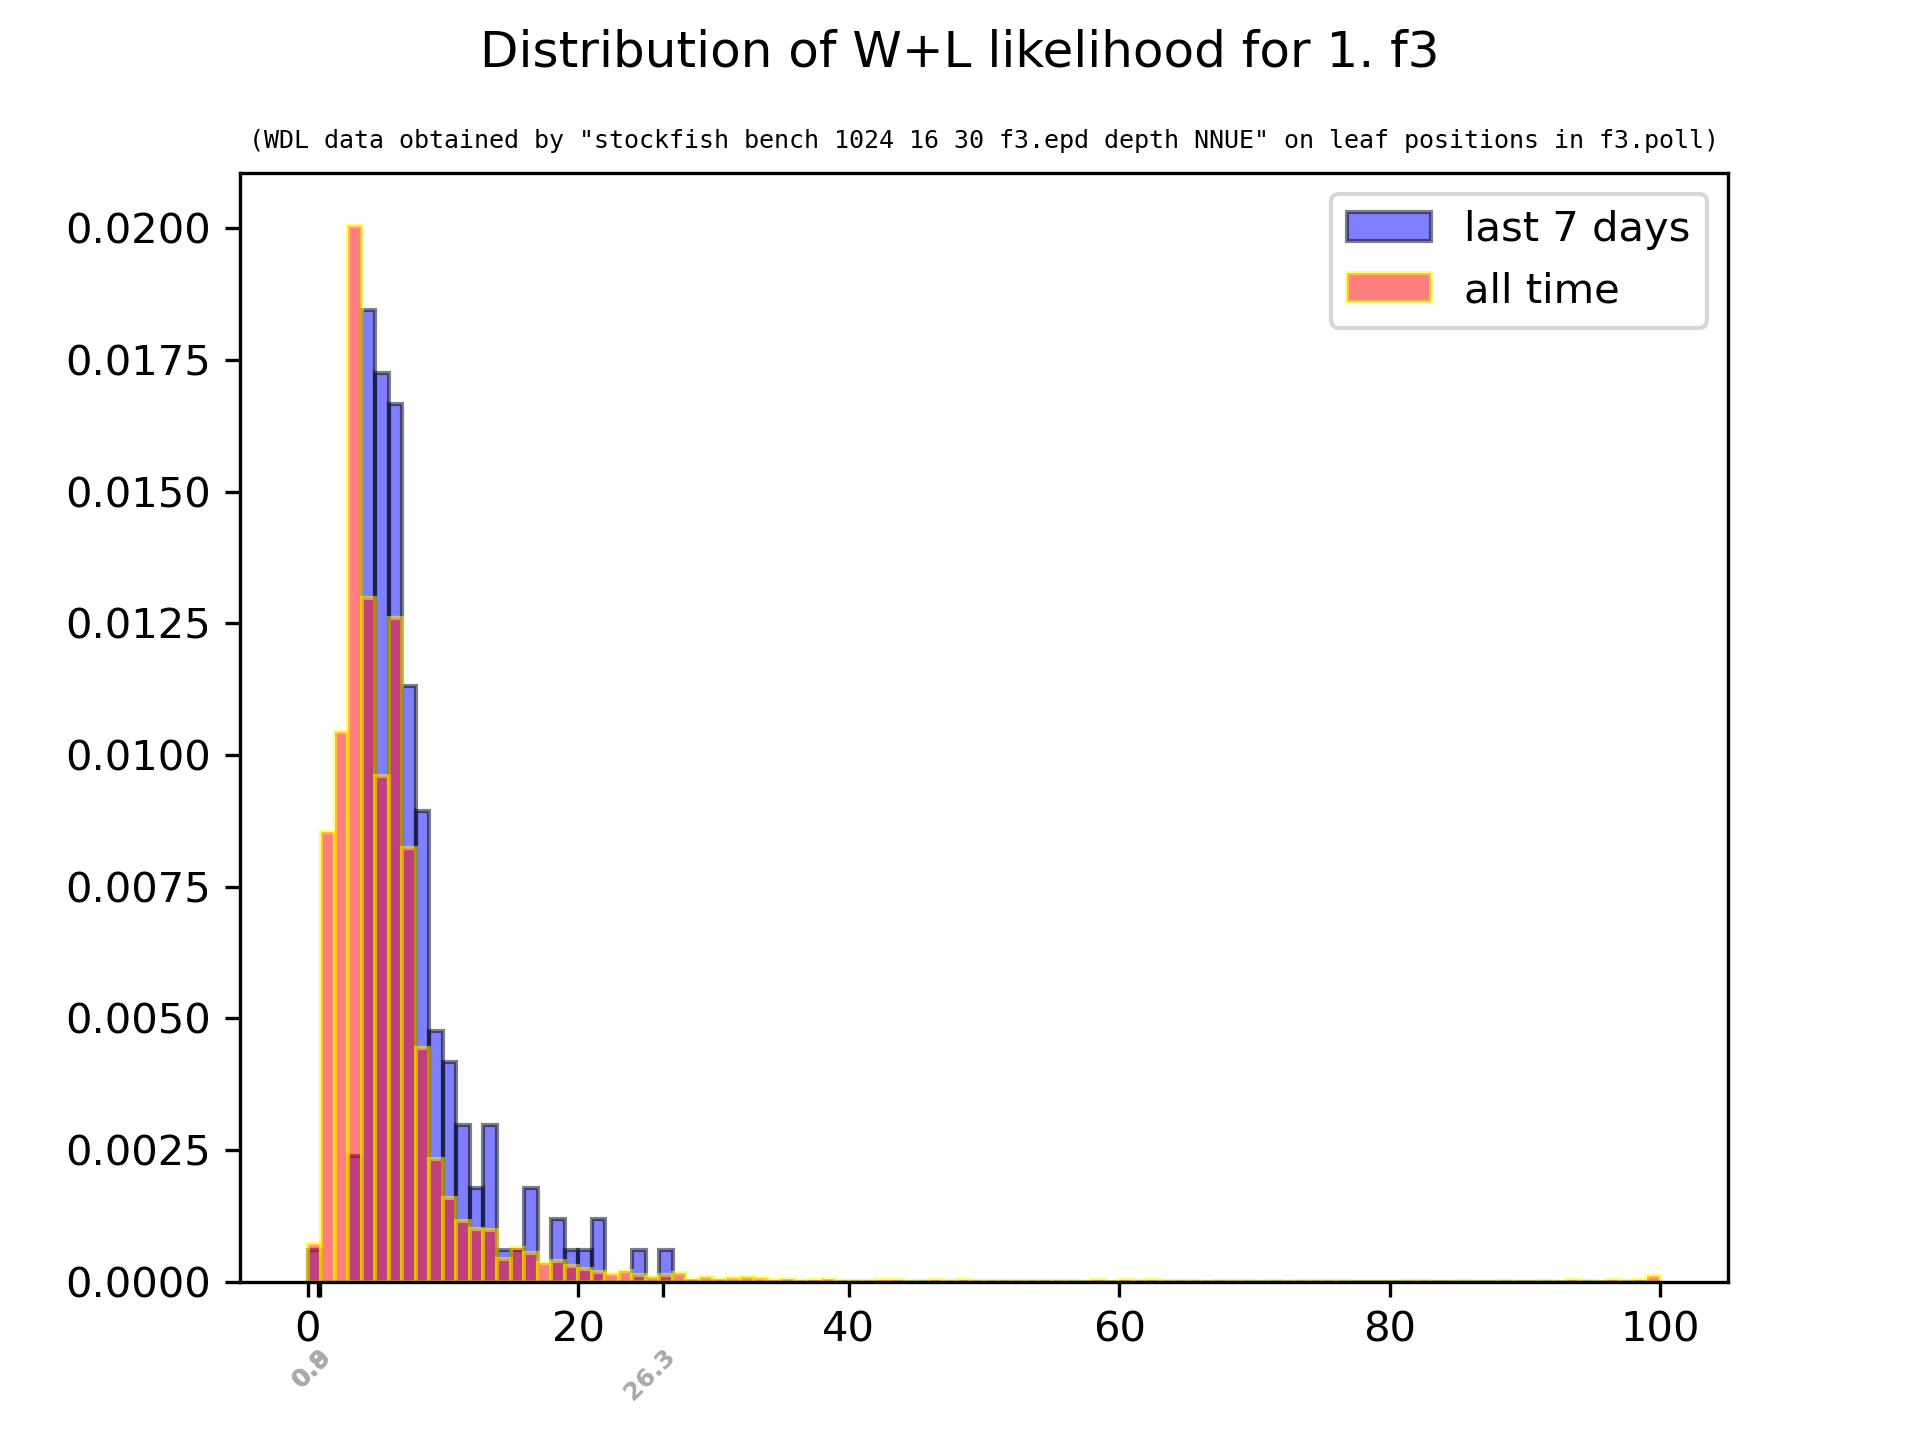 Distribution of W+L likelihood for 1. f3
(WDL data obtained by "stockfish bench 1024 16 30 f3.epd depth NNUE" on leaf positions in f3.poll)
last 7 days
all time
0.0200
0.0175
0.0150
0.0125
0.0100
0.0075
0.0050
0.0025
0.0000
0 20 40 60 80 100
26.3